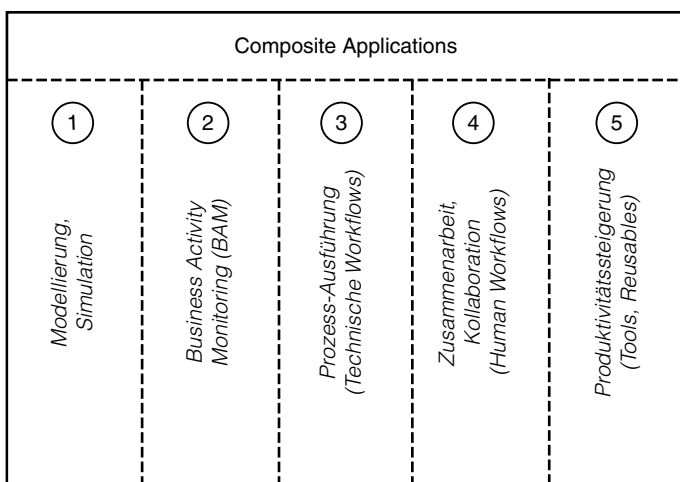 Composite Applications
1
Modellierung,
Simulation
2
Business Activity
Monitoring (BAM)
3
Prozess-Ausführung
(Technische Workflows)
4
Zusammenarbeit,
Kollaboration
(Human Workflows)
5
Produktivitätssteigerung
(Tools, Reusables)